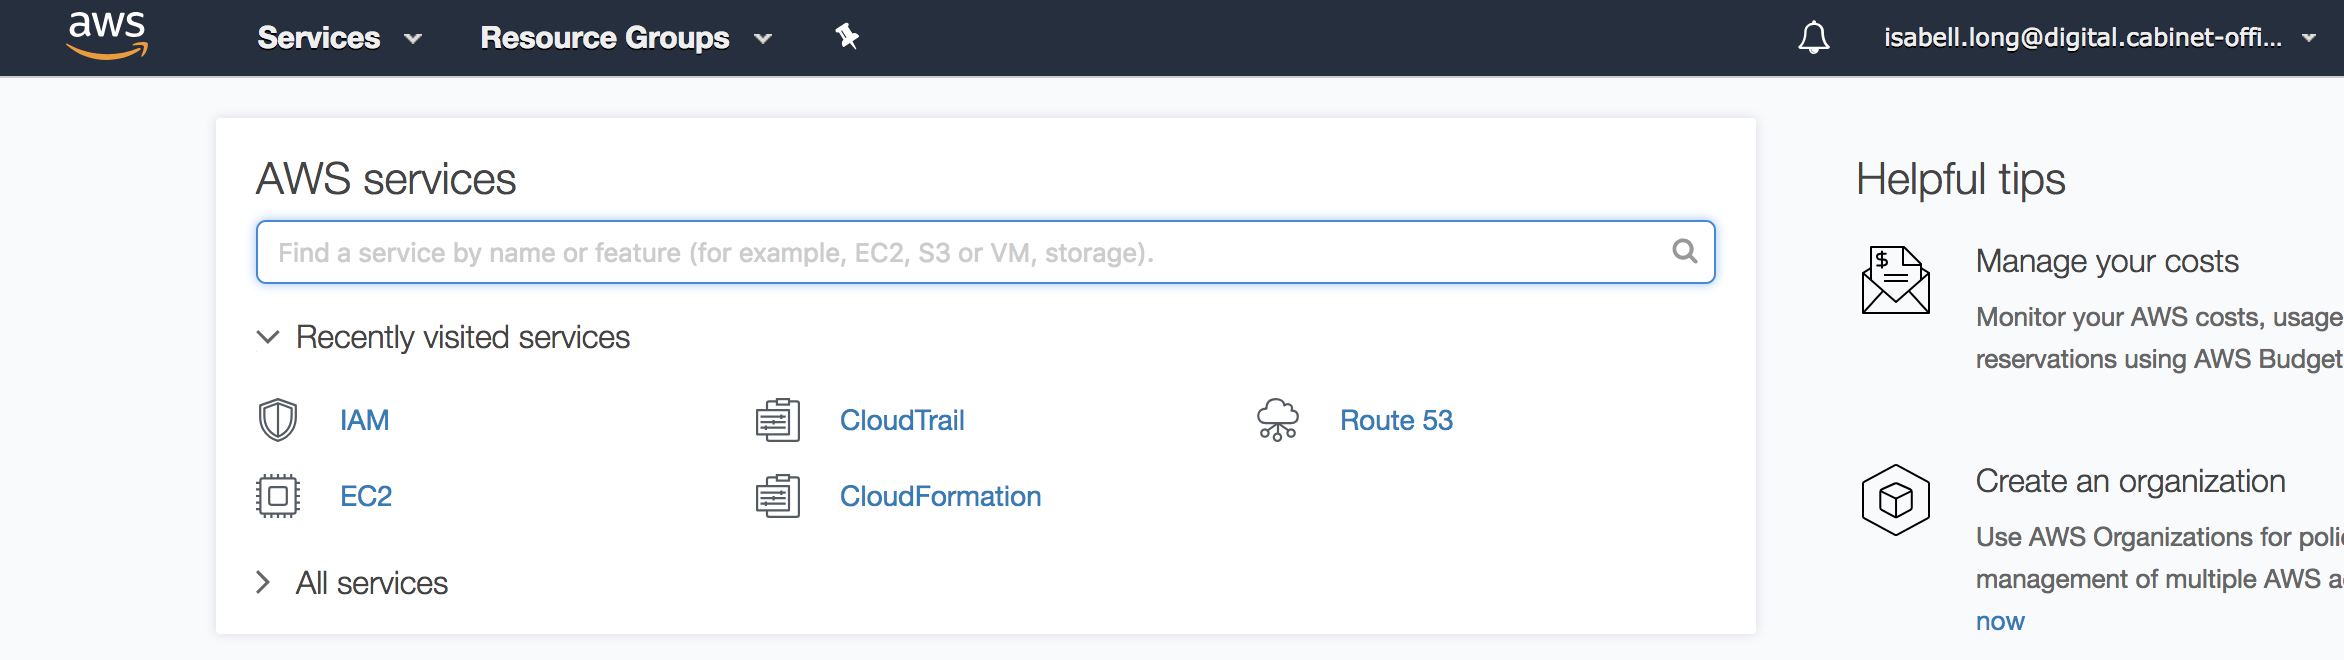 aws
Services
Resource Groups
isabell.long@digital.cabinet-offi...
AWS services
Find a service by name or feature (for example, EC2, S3 or VM, storage).
Recently visited services
IAM
CloudTrail
Route 53
EC2
CloudFormation
All services
Helpful tips
$
Manage your costs
Monitor your AWS costs, usage
reservations using AWS Budget
Create an organization
Use AWS Organizations for poli
management of multiple AWS a
now